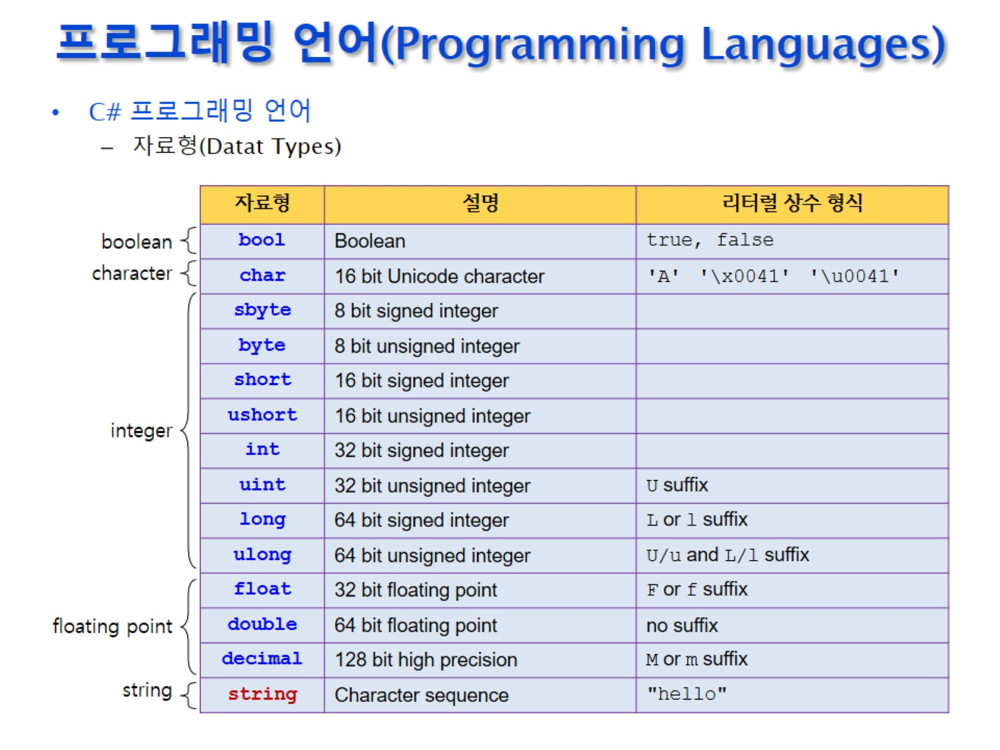 프로그래밍 언어(Programming Languages)
• C# 프로그래밍 언어
– 자료형(Datat Types)
자료형 설명 리터럴 상수 형식
boolean bool Boolean true, false
character char 16 bit Unicode character 'A' '\x0041' '\u0041'
sbyte 8 bit signed integer
byte 8 bit unsigned integer
short 16 bit signed integer
ushort 16 bit unsigned integer
integer int 32 bit signed integer
uint 32 bit unsigned integer U suffix
long 64 bit signed integer L or l suffix
ulong 64 bit unsigned integer U/u and L/l suffix
float 32 bit floating point F or f suffix
floating point double 64 bit floating point no suffix
decimal 128 bit high precision M or m suffix
string string Character sequence "hello"